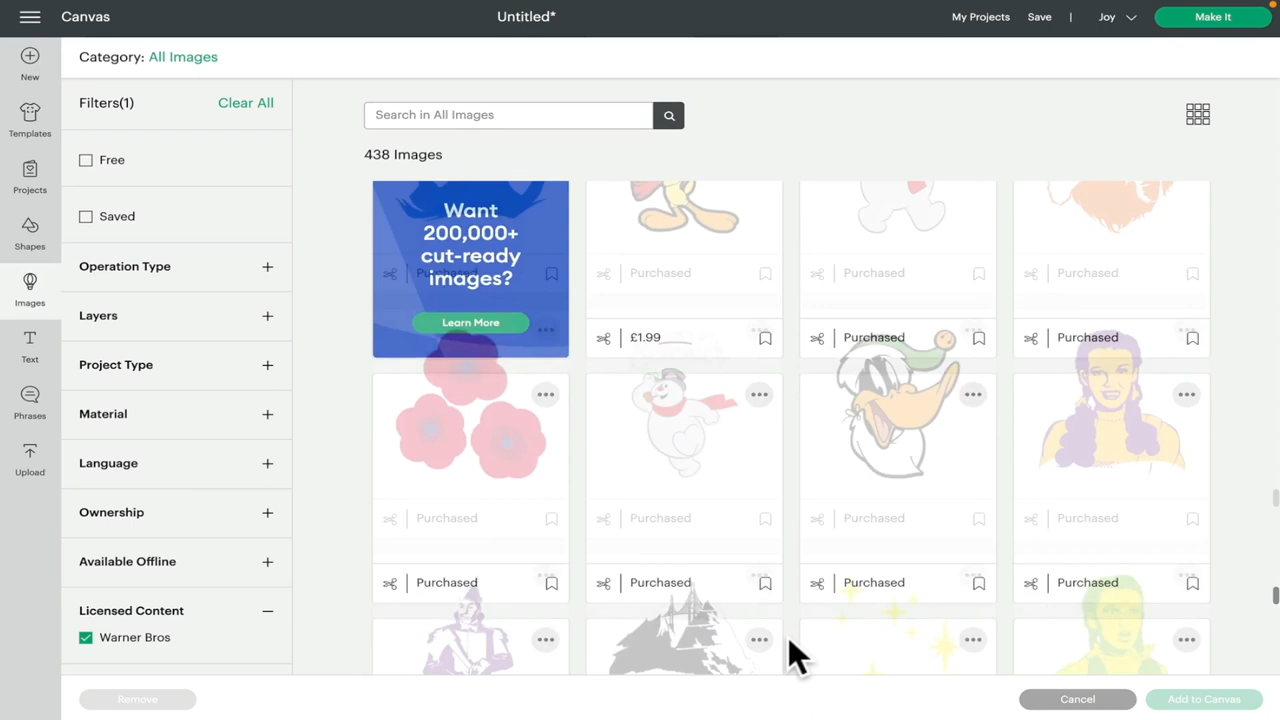 Canvas
Untitled*
My Projects Save | Joy
Make It
New
Templates
Projects
Shapes
Images
Text
Phrases
Upload
Category: All Images
Filters(1)
Clear All
Free
Saved
Operation Type
Layers
Project Type
Material
Language
Ownership
Available Offline
Licensed Content
Warner Bros
Remove
Search in All Images
438 Images
Want
200,000+
cut-ready
images?
Learn More
Purchased
Purchased
Purchased
Purchased
£1.99
Purchased
Purchased
Purchased
Purchased
Purchased
Purchased
Purchased
Purchased
Purchased
Purchased
Cancel
Add to Canvas